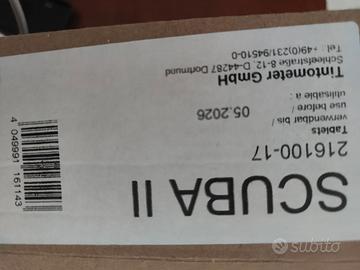 SCUBA II
216100-17
Tablets
verwendbar bis /
use before /
utilisable à :
05.2026
Tintometer GmbH
Schleefstraße 8-12, D-44287 Dortmund
Tel.: +49(0)231/94510-0
4 049991 161143
subito